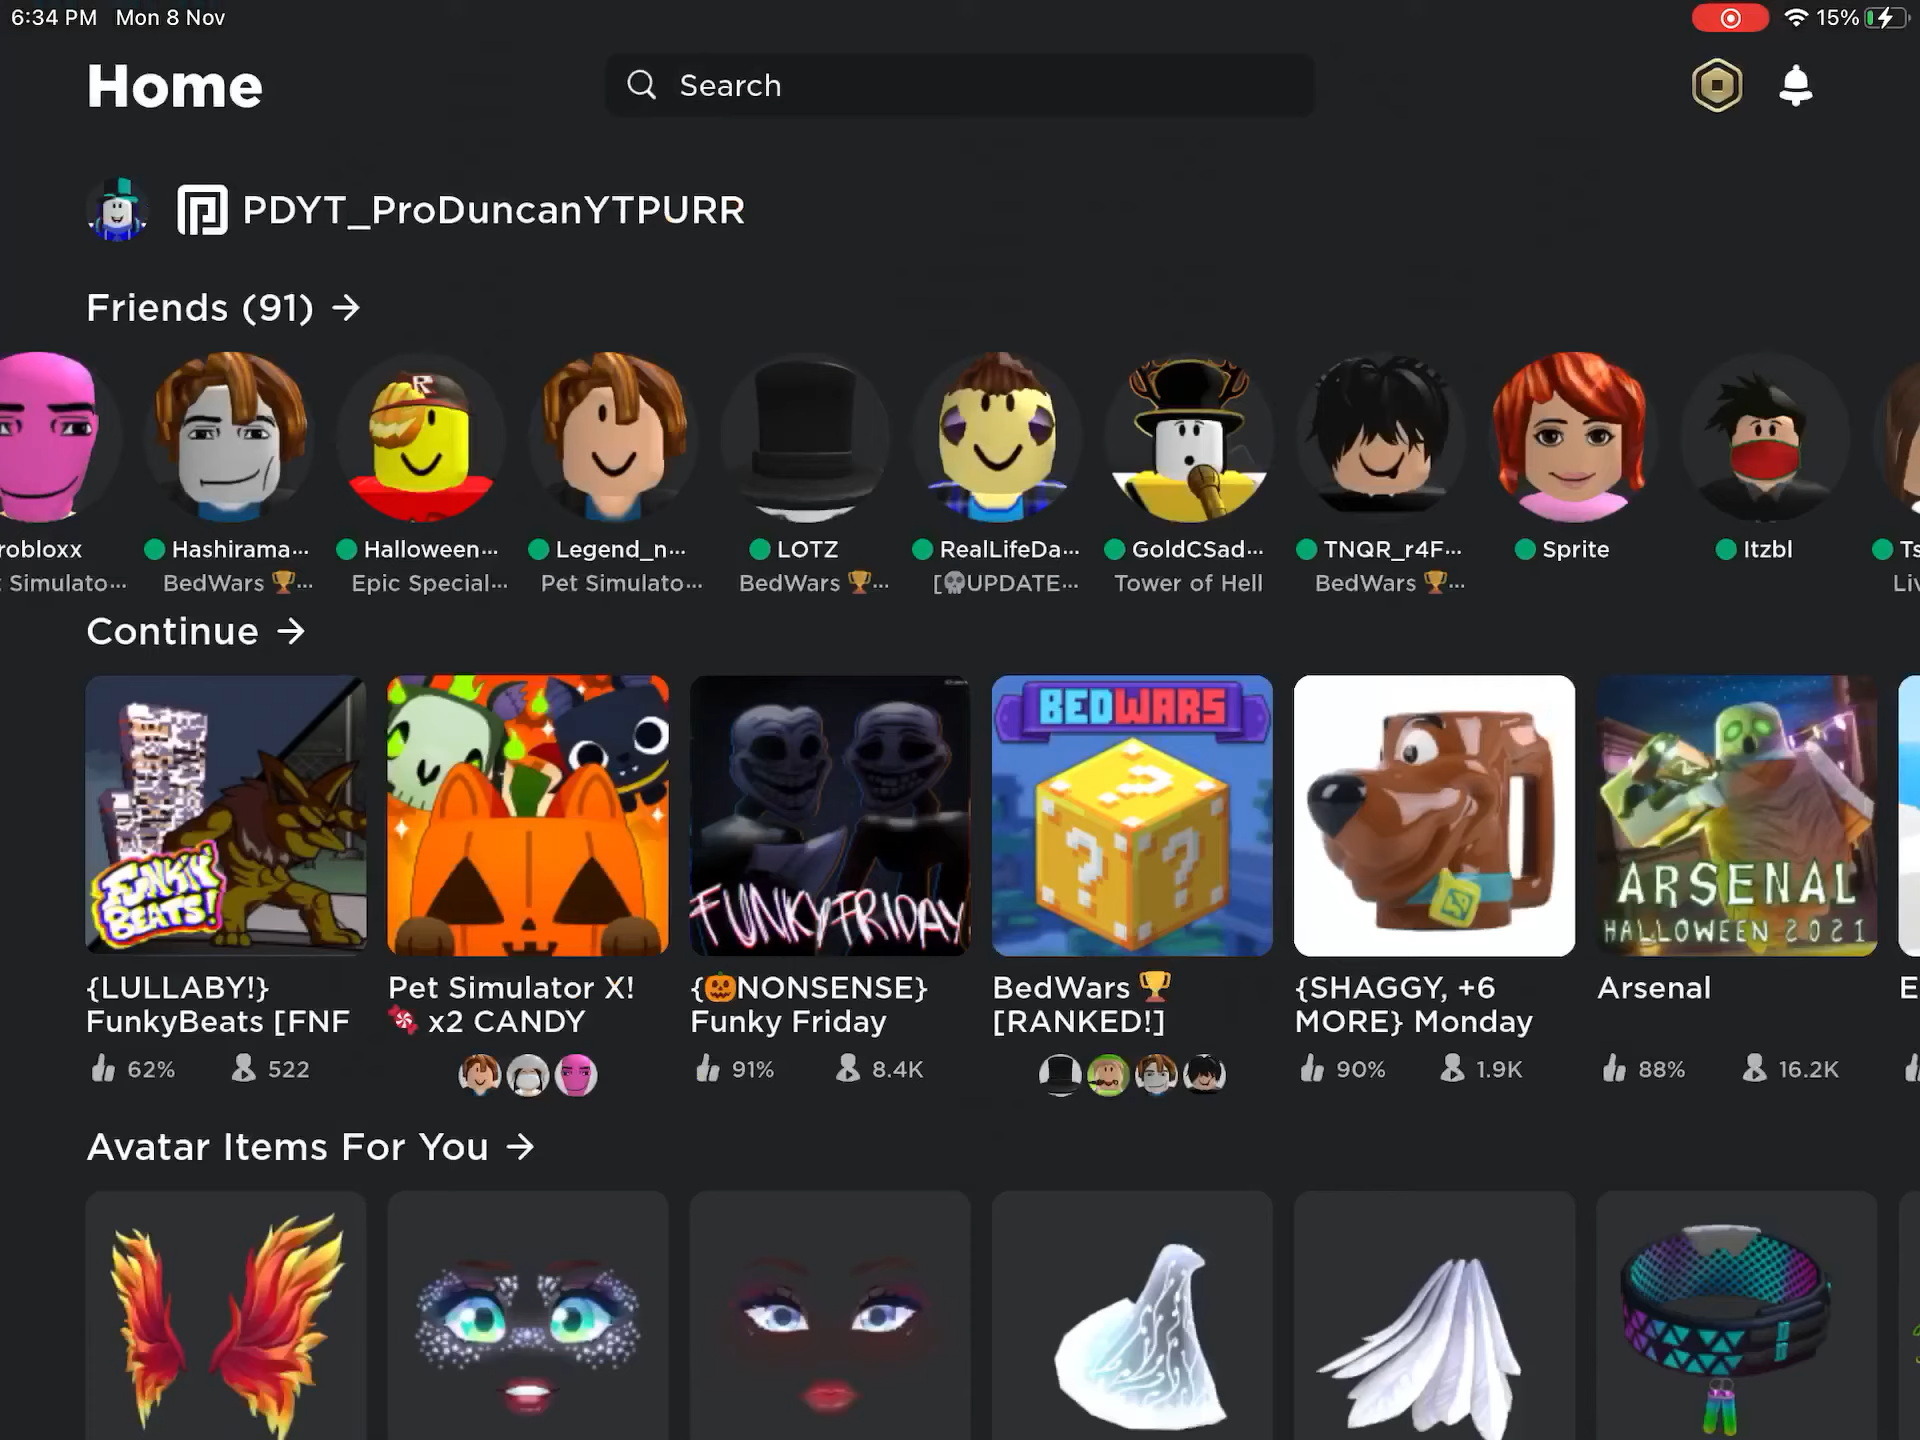 6:34 PM Mon 8 Nov 15%
Home
Search
PDYT_ProDuncanYTPURR
Friends (91) →
robloxx Hashirama... Halloween... Legend_n... LOTZ RealLifeDa... GoldCSad... TNQR_r4F... Sprite Itzbl Ts
Simulato... BedWars 🏆... Epic Special... Pet Simulato... BedWars 🏆... [💀UPDATE... Tower of Hell BedWars 🏆... Liv
Continue →
FUNKIN' BEATS!
FUNKY FRIDAY
BEDWARS
ARSENAL
HALLOWEEN 2021
{LULLABY!} FunkyBeats [FNF
62% 522
Pet Simulator X! 🍬 x2 CANDY
{🎃NONSENSE} Funky Friday
91% 8.4K
BedWars 🏆 [RANKED!]
{SHAGGY, +6 MORE} Monday
90% 1.9K
Arsenal
88% 16.2K
E
Avatar Items For You →